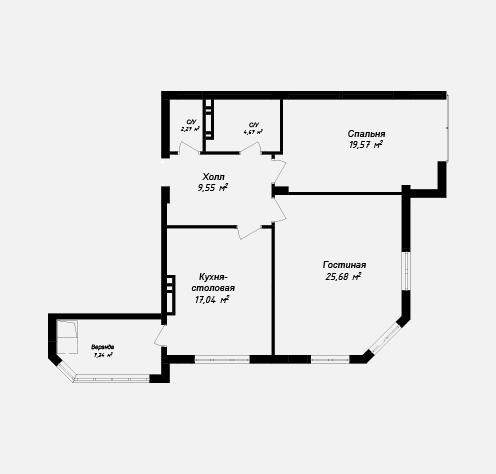 С/У
2,27 м²
С/У
4,67 м²
Спальня
19,57 м²
Холл
9,55 м²
Гостиная
25,68 м²
Кухня-
столовая
17,04 м²
Веранда
7,24 м²